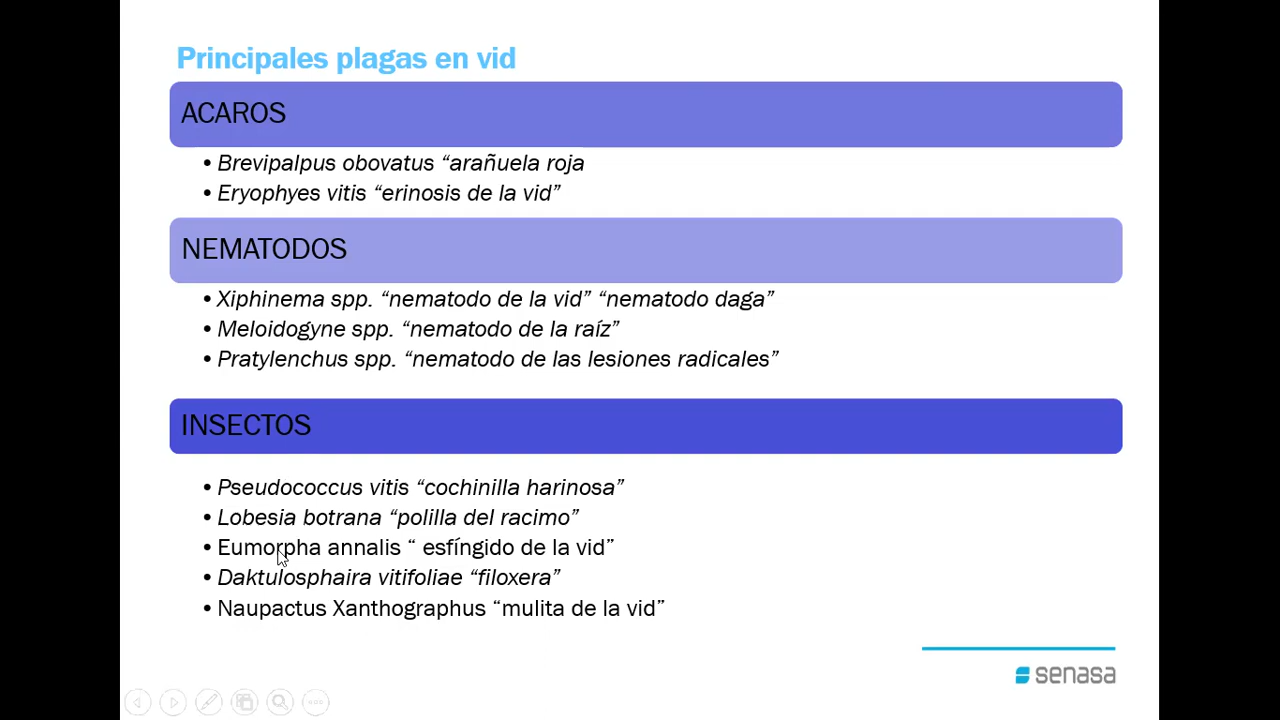 Principales plagas en vid
ACAROS
• Brevipalpus obovatus “arañuela roja
• Eryophyes vitis “erinosis de la vid”
NEMATODOS
• Xiphinema spp. “nematodo de la vid” “nematodo daga”
• Meloidogyne spp. “nematodo de la raíz”
• Pratylenchus spp. “nematodo de las lesiones radicales”
INSECTOS
• Pseudococcus vitis “cochinilla harinosa”
• Lobesia botrana “polilla del racimo”
• Eumorpha annalis “ esfíngido de la vid”
• Daktulosphaira vitifoliae “filoxera”
• Naupactus Xanthographus “mulita de la vid”
senasa